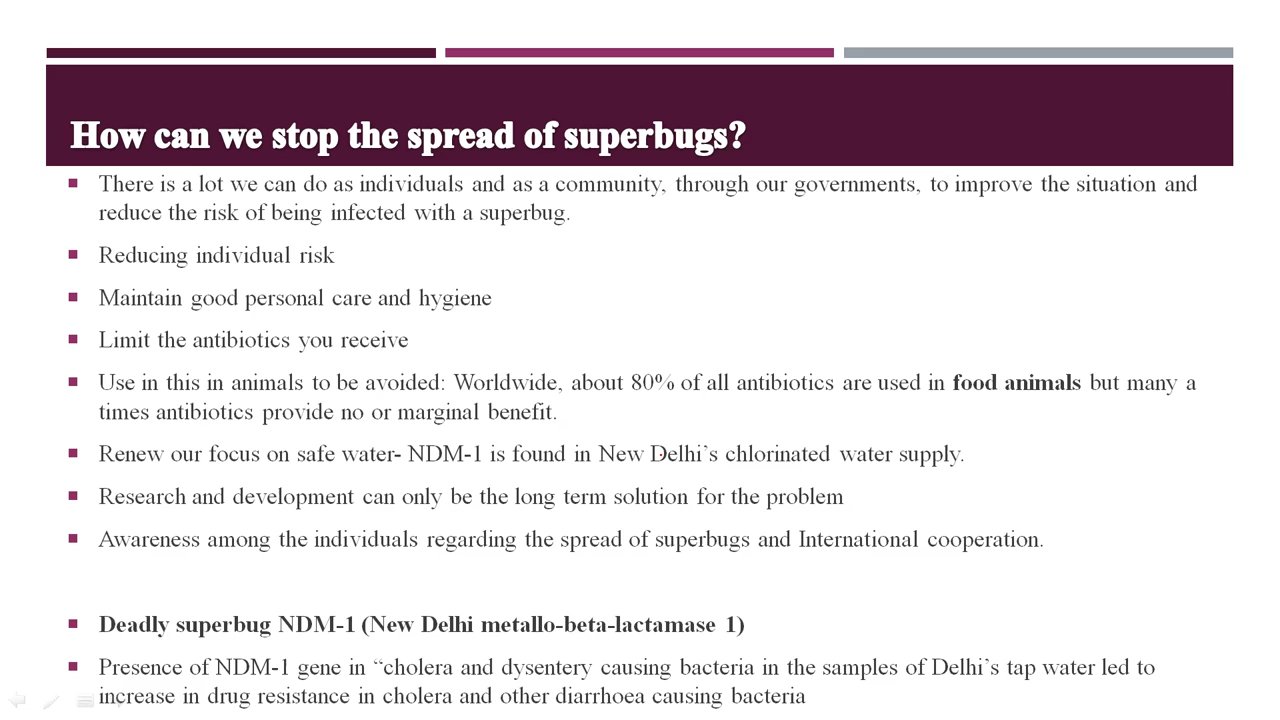 How can we stop the spread of superbugs?
There is a lot we can do as individuals and as a community, through our governments, to improve the situation and
reduce the risk of being infected with a superbug.
Reducing individual risk
Maintain good personal care and hygiene
Limit the antibiotics you receive
Use in this in animals to be avoided: Worldwide, about 80% of all antibiotics are used in food animals but many a
times antibiotics provide no or marginal benefit.
Renew our focus on safe water- NDM-1 is found in New Delhi’s chlorinated water supply.
Research and development can only be the long term solution for the problem
Awareness among the individuals regarding the spread of superbugs and International cooperation.
Deadly superbug NDM-1 (New Delhi metallo-beta-lactamase 1)
Presence of NDM-1 gene in “cholera and dysentery causing bacteria in the samples of Delhi’s tap water led to
increase in drug resistance in cholera and other diarrhoea causing bacteria